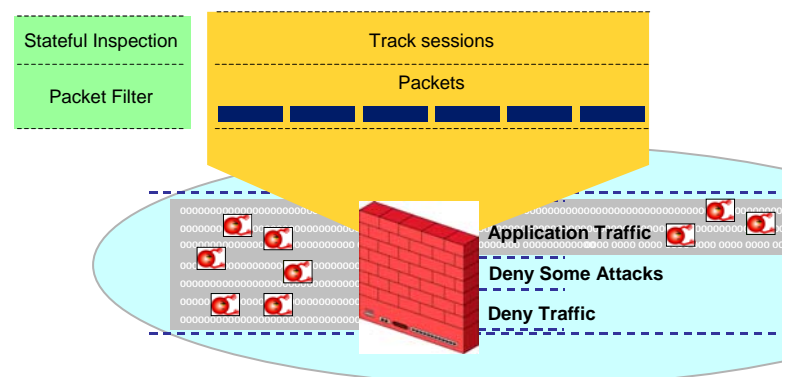 Stateful Inspection
Track sessions
Packet Filter
Packets
Application Traffic
Deny Some Attacks
Deny Traffic